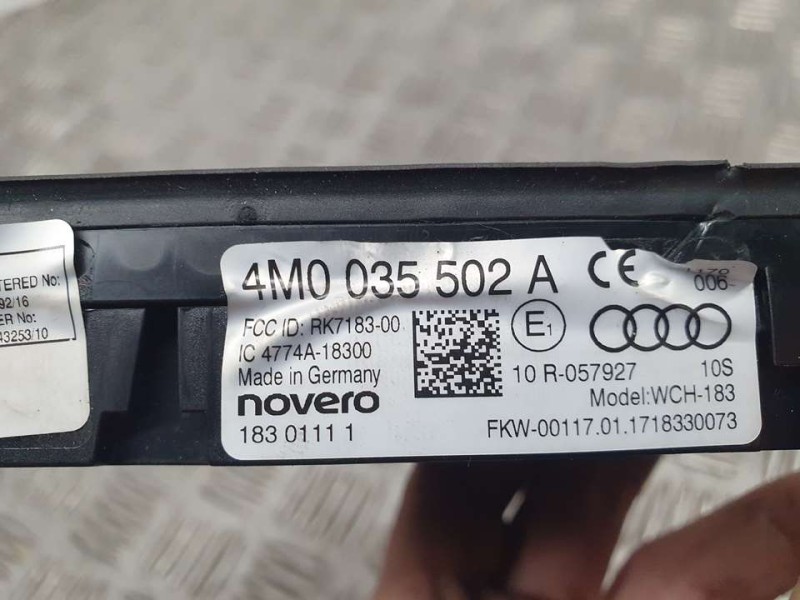 TERED No:
92/16
ER No:
43253/10
4M0 035 502 A CE
006
FCC ID: RK7183-00
IC 4774A-18300
Made in Germany
novero
183 0111 1
E1
10 R-057927 10S
Model:WCH-183
FKW-00117.01.1718330073